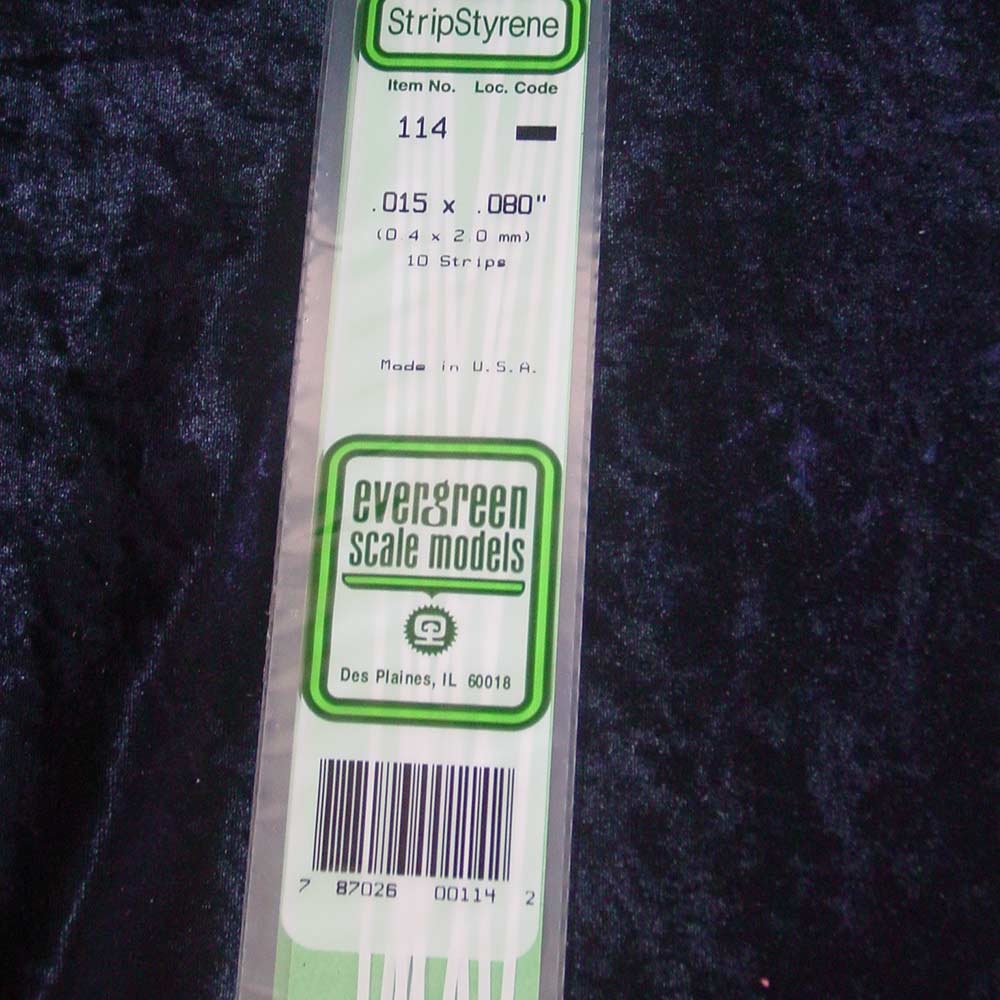 StripStyrene
Item No. Loc. Code
114
.015 x .080"
(0.4 x 2.0 mm)
10 Strips
Made in U.S.A.
evergreen
scale models
Des Plaines, IL 60018
7 87026 00114 2